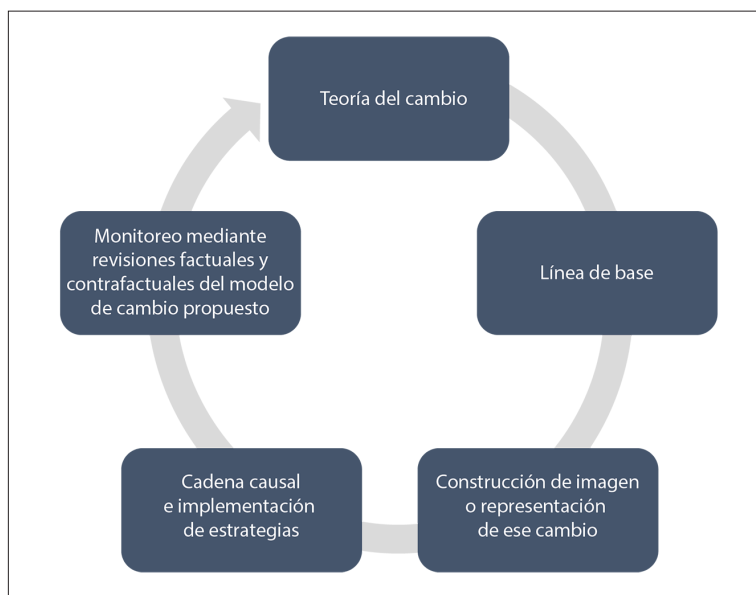 Teoría del cambio
Línea de base
Construcción de imagen
o representación
de ese cambio
Cadena causal
e implementación
de estrategias
Monitoreo mediante
revisiones factuales y
contrafactuales del modelo
de cambio propuesto